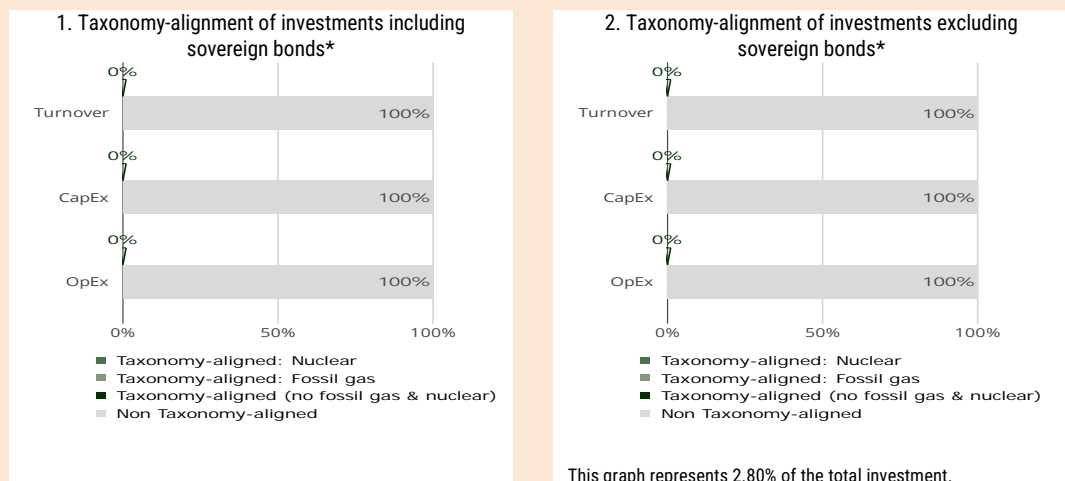 1. Taxonomy-alignment of investments including
sovereign bonds*
0%
Turnover 100%
0%
CapEx 100%
0%
OpEx 100%
0% 50% 100%
Taxonomy-aligned: Nuclear
Taxonomy-aligned: Fossil gas
Taxonomy-aligned (no fossil gas & nuclear)
Non Taxonomy-aligned
2. Taxonomy-alignment of investments excluding
sovereign bonds*
0%
Turnover 100%
0%
CapEx 100%
0%
OpEx 100%
0% 50% 100%
Taxonomy-aligned: Nuclear
Taxonomy-aligned: Fossil gas
Taxonomy-aligned (no fossil gas & nuclear)
Non Taxonomy-aligned
This graph represents 2.80% of the total investment.